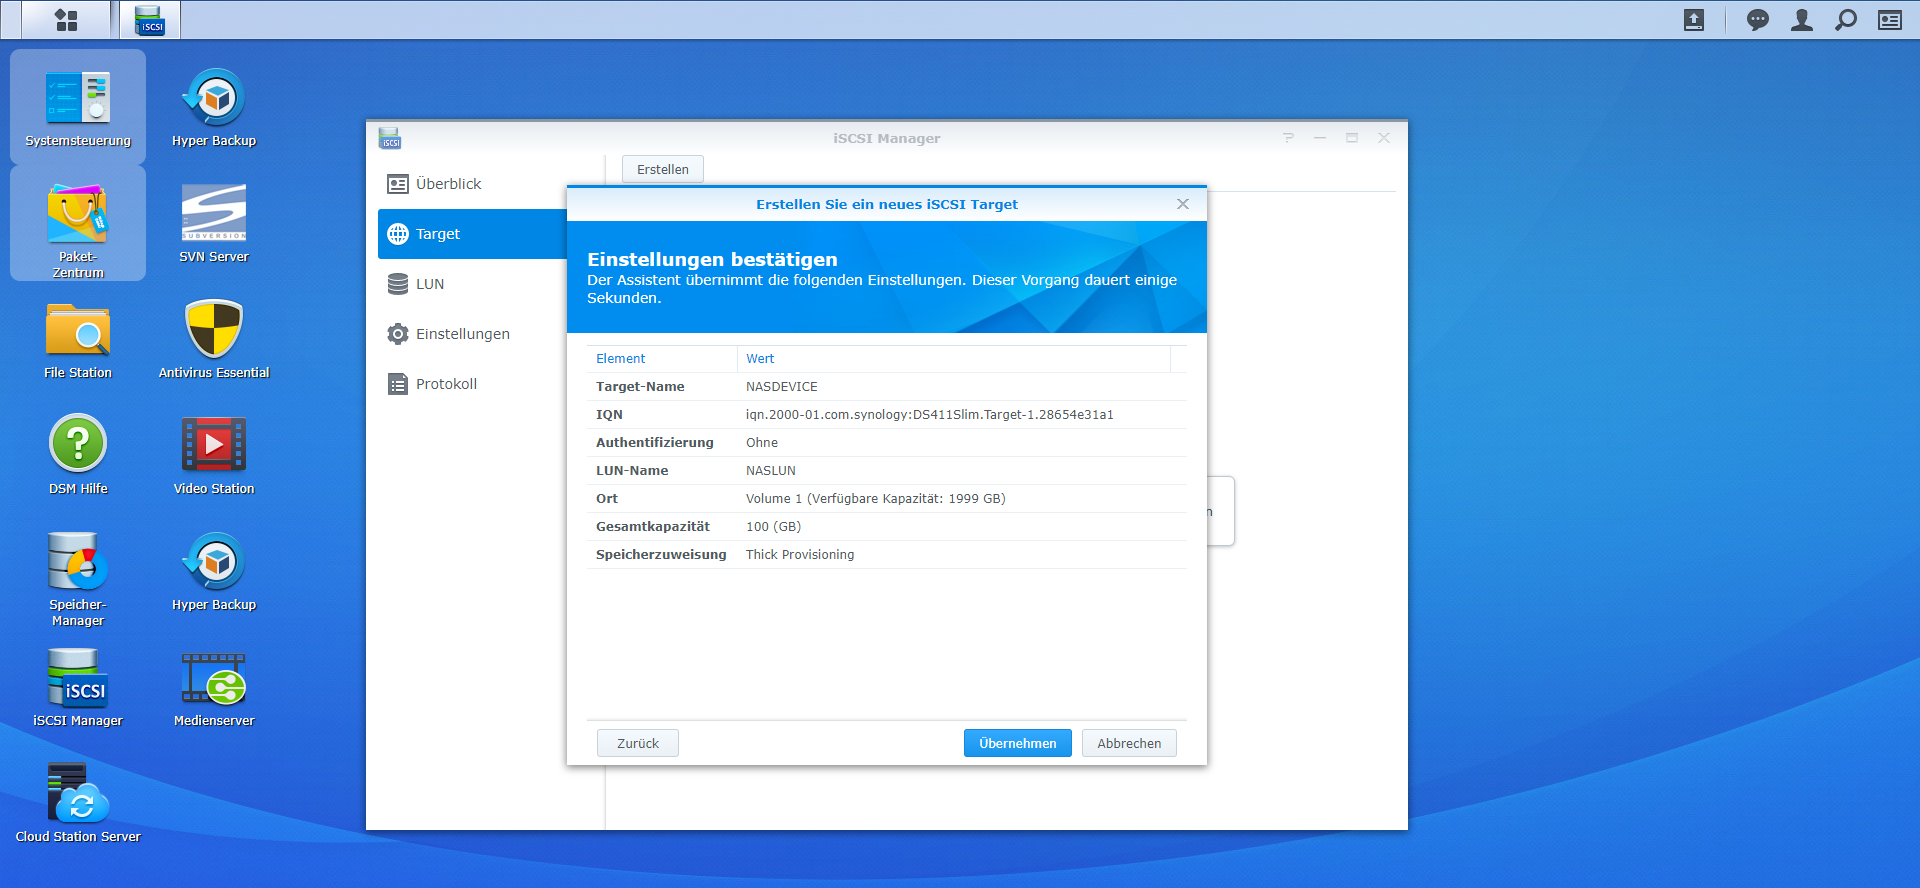 iSCSI
Systemsteuerung
Hyper Backup
Paket-
Zentrum
SUBVERSION
SVN Server
File Station
Antivirus Essential
?
DSM Hilfe
Video Station
Speicher-
Manager
Hyper Backup
iSCSI
iSCSI Manager
Medienserver
Cloud Station Server
iSCSI
iSCSI Manager
Überblick
Target
LUN
Einstellungen
Protokoll
Erstellen
Erstellen Sie ein neues iSCSI Target
Einstellungen bestätigen
Der Assistent übernimmt die folgenden Einstellungen. Dieser Vorgang dauert einige
Sekunden.
Element Wert
Target-Name NASDEVICE
IQN iqn.2000-01.com.synology:DS411Slim.Target-1.28654e31a1
Authentifizierung Ohne
LUN-Name NASLUN
Ort Volume 1 (Verfügbare Kapazität: 1999 GB)
Gesamtkapazität 100 (GB)
Speicherzuweisung Thick Provisioning
n
Zurück Übernehmen Abbrechen